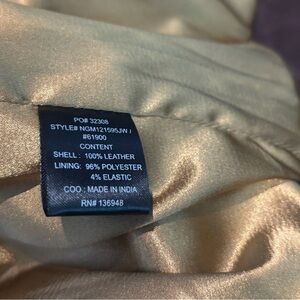 PO# 32308
STYLE# NGM121595JW /
#61900
CONTENT
SHELL : 100% LEATHER
LINING: 96% POLYESTER
4% ELASTIC
COO : MADE IN INDIA
RN# 136948